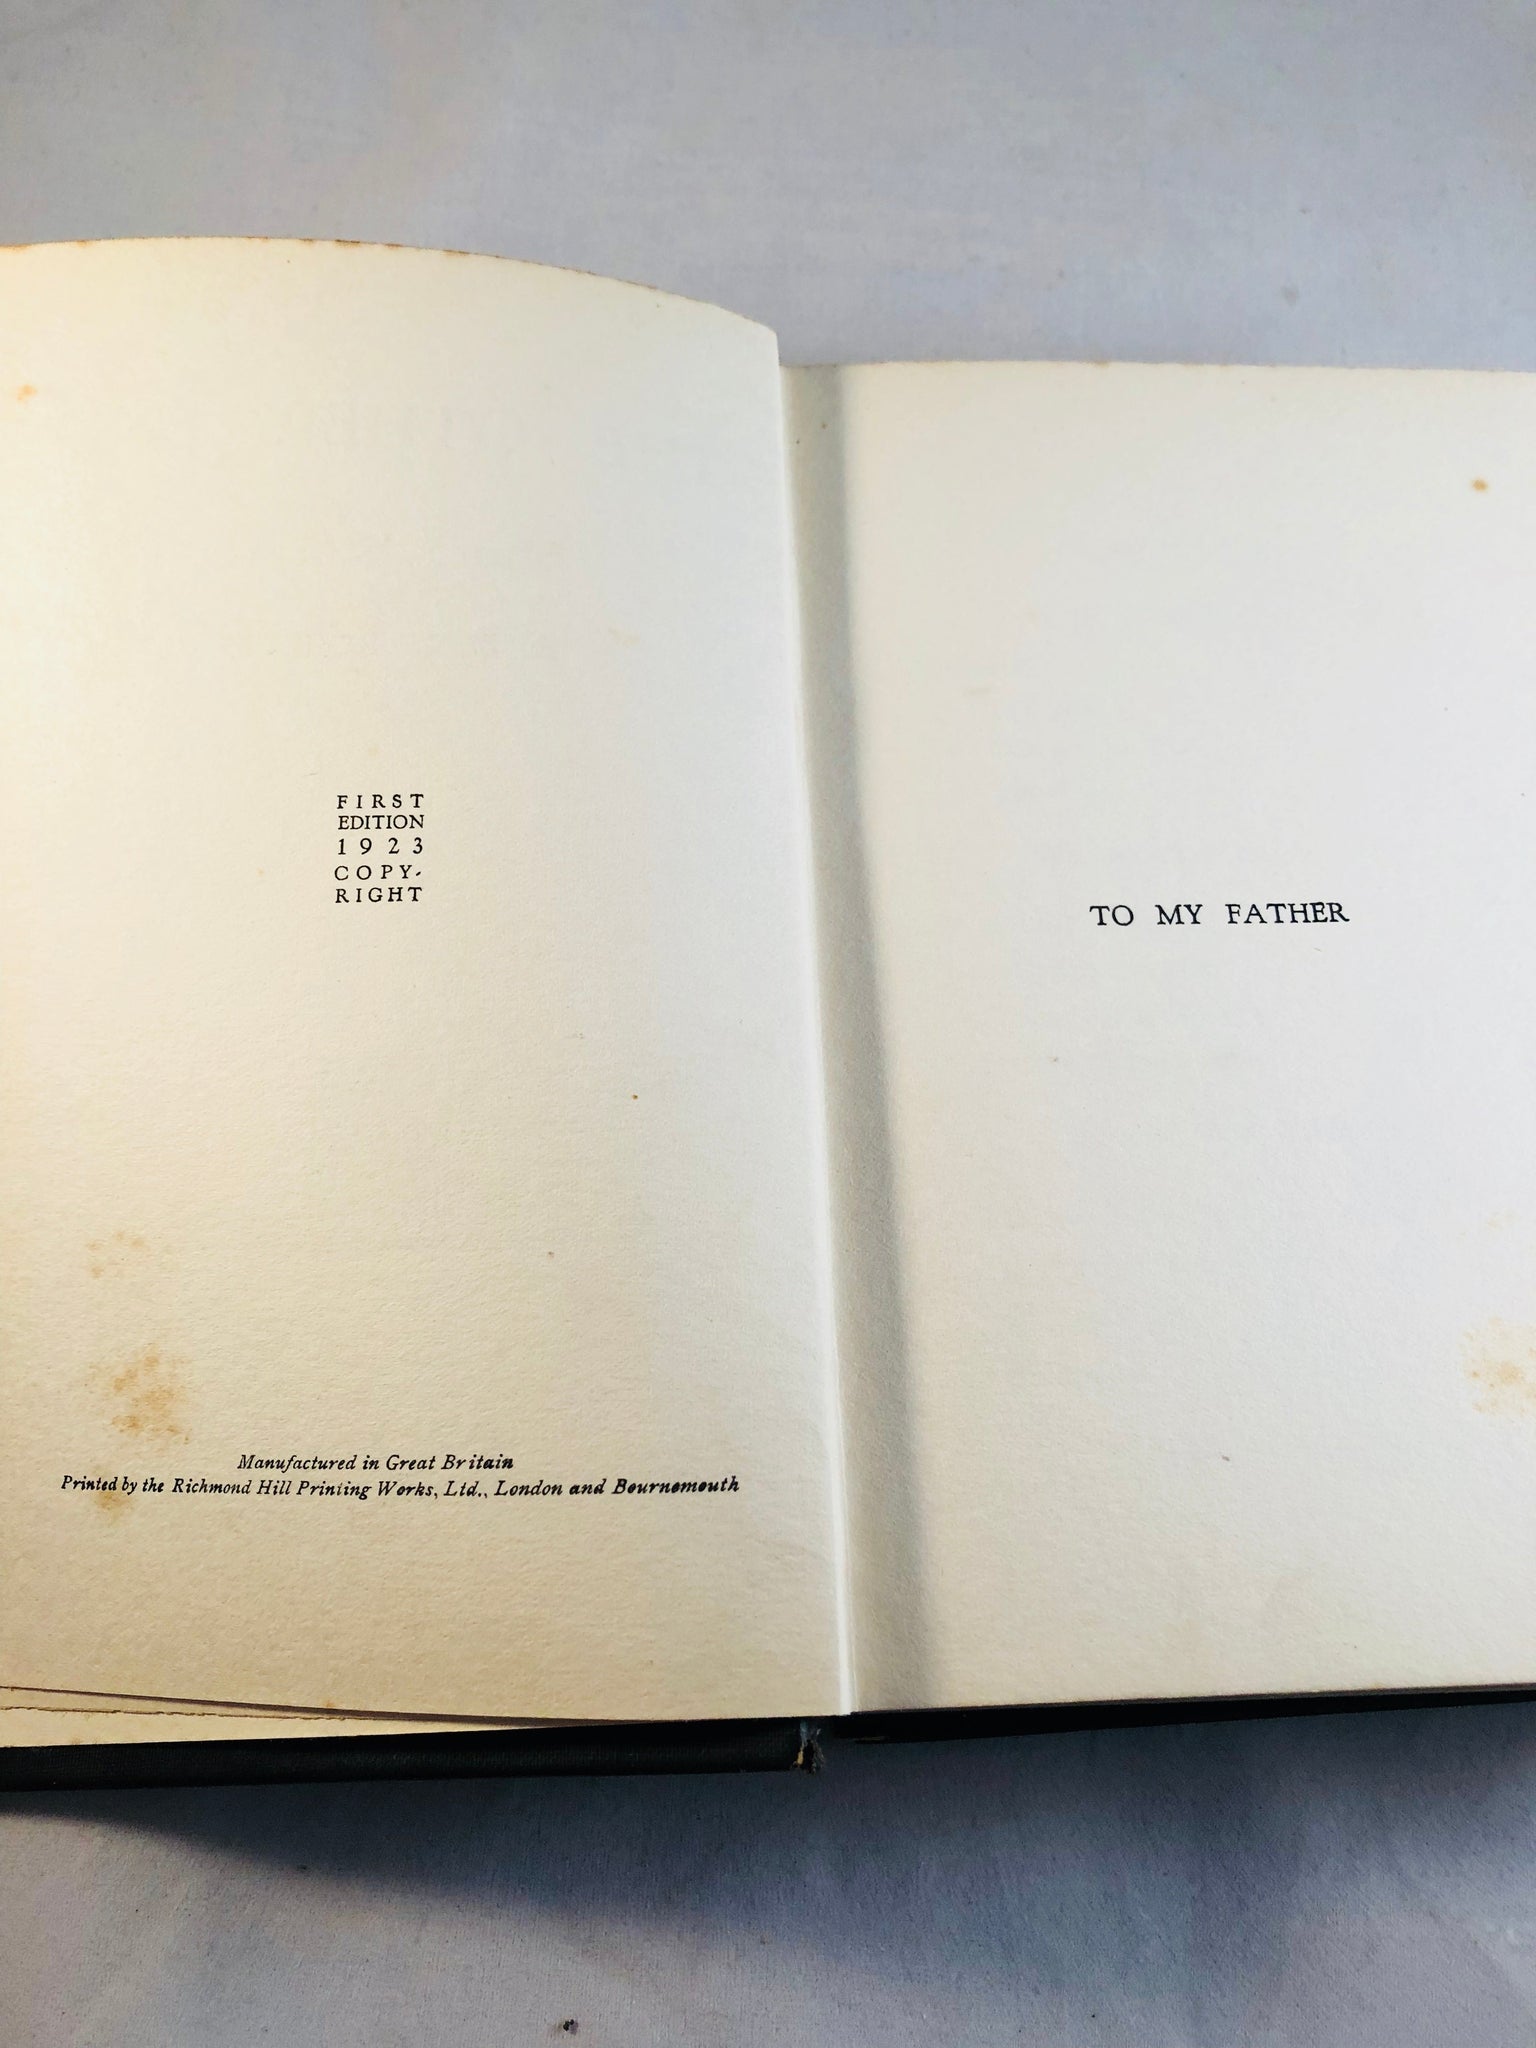 FIRST
EDITION
1923
COPY-
RIGHT
Manufactured in Great Britain
Printed by the Richmond Hill Printing Works, Ltd., London and Bournemouth
TO MY FATHER